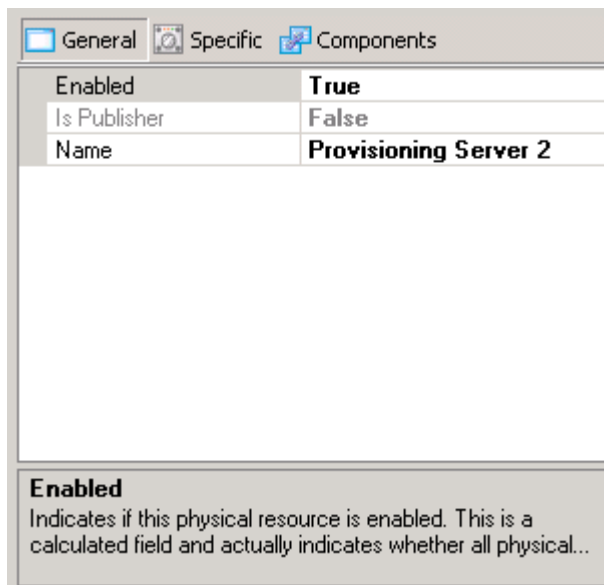 General Specific Components
Enabled True
Is Publisher False
Name Provisioning Server 2
Enabled
Indicates if this physical resource is enabled. This is a
calculated field and actually indicates whether all physical...